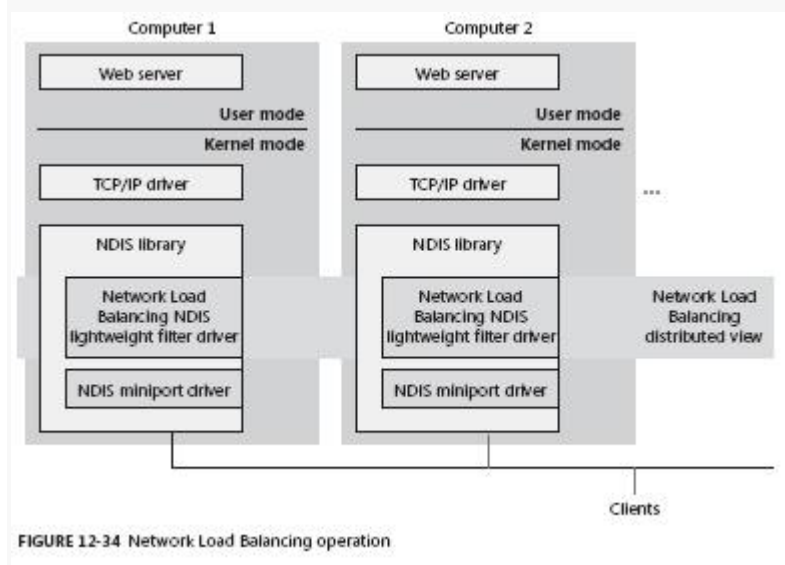 Computer 1
Computer 2
Web server
Web server
User mode
User mode
Kernel mode
Kernel mode
TCP/IP driver
TCP/IP driver
...
NDIS library
NDIS library
Network Load
Balancing NDIS
lightweight filter driver
Network Load
Balancing NDIS
lightweight filter driver
Network Load
Balancing
distributed view
NDIS miniport driver
NDIS miniport driver
Clients
FIGURE 12-34 Network Load Balancing operation